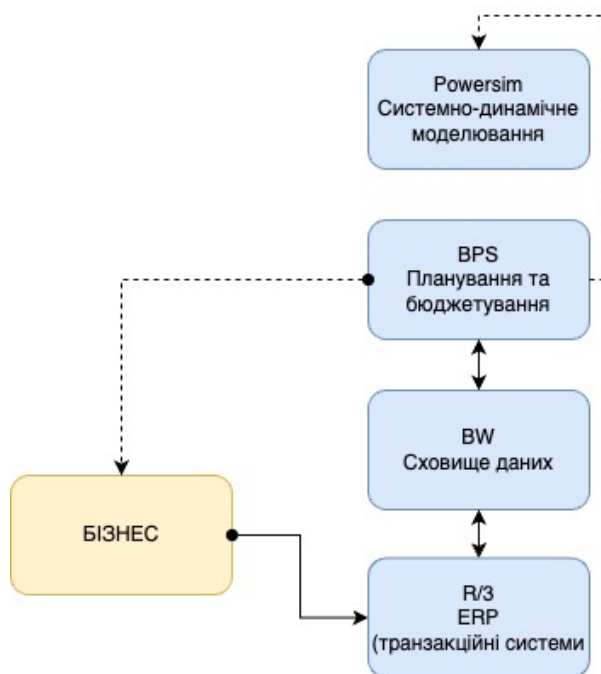 Powersim
Системно-динамічне
моделювання
BPS
Планування та
бюджетування
BW
Сховище даних
БІЗНЕС
R/3
ERP
(транзакційні системи